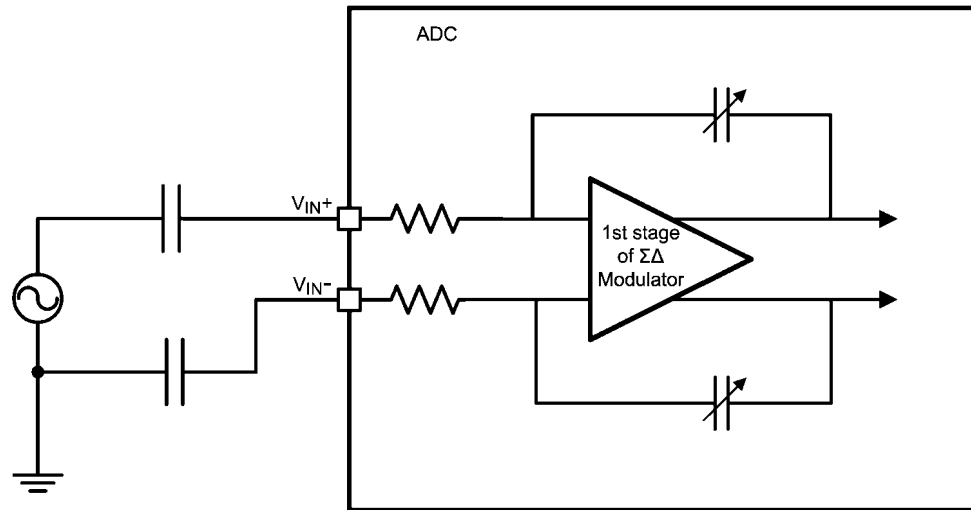 ADC
VIN+
1st stage
of ΣΔ
Modulator
VIN-